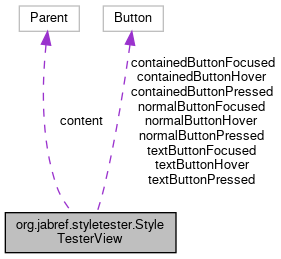 Parent
Button
containedButtonFocused
containedButtonHover
containedButtonPressed
normalButtonFocused
normalButtonHover
normalButtonPressed
textButtonFocused
textButtonHover
textButtonPressed
content
org.jabref.styletester.Style
TesterView